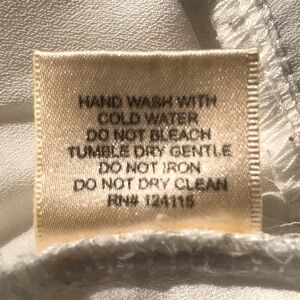 HAND WASH WITH
COLD WATER
DO NOT BLEACH
TUMBLE DRY GENTLE
DO NOT IRON
DO NOT DRY CLEAN
RN# 124115